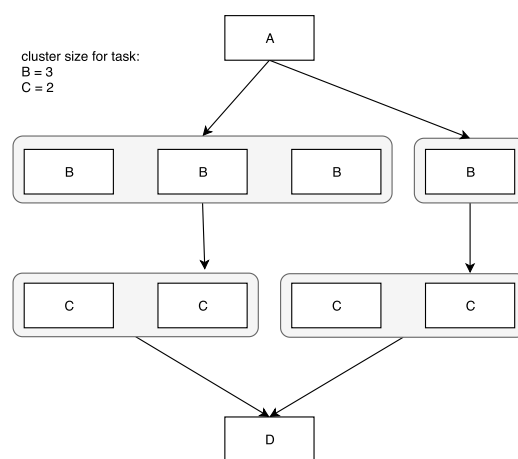 A
cluster size for task:
B = 3
C = 2
B B B B
C C C C
D